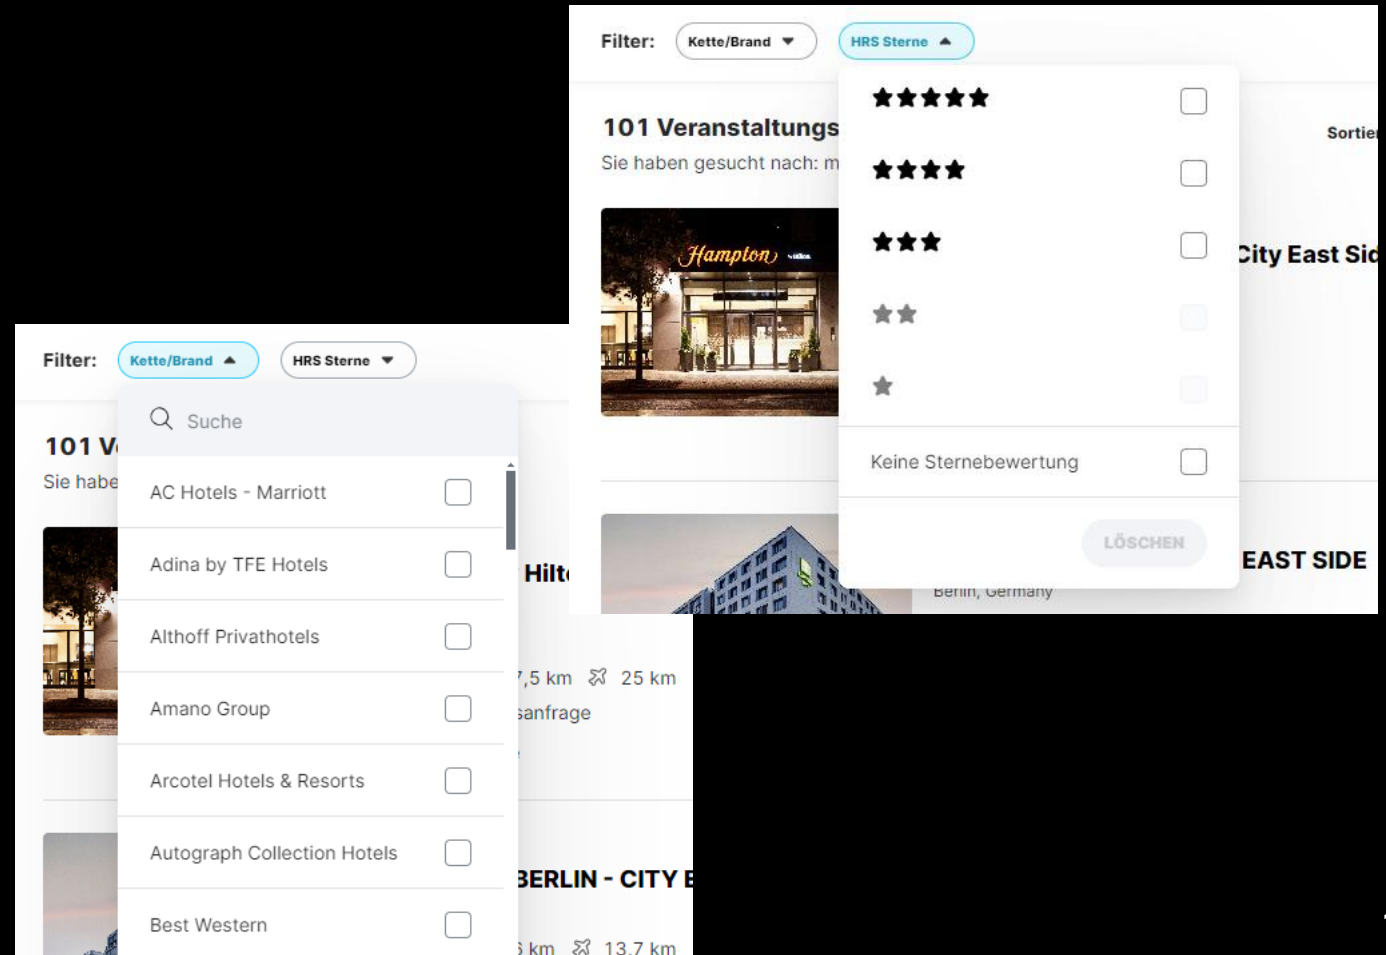 Filter: Kette/Brand HRS Sterne
101 Veranstaltungs
Sortier
Sie haben gesucht nach: m
Hampton
City East Sid
Keine Sternebewertung
LÖSCHEN
EAST SIDE
Berlin, Germany
Filter: Kette/Brand HRS Sterne
Suche
101 V
Sie habe
AC Hotels - Marriott
Adina by TFE Hotels
Hilt
Althoff Privathotels
7,5 km 25 km
Amano Group
sanfrage
Arcotel Hotels & Resorts
Autograph Collection Hotels
BERLIN - CITY E
Best Western
km 13,7 km